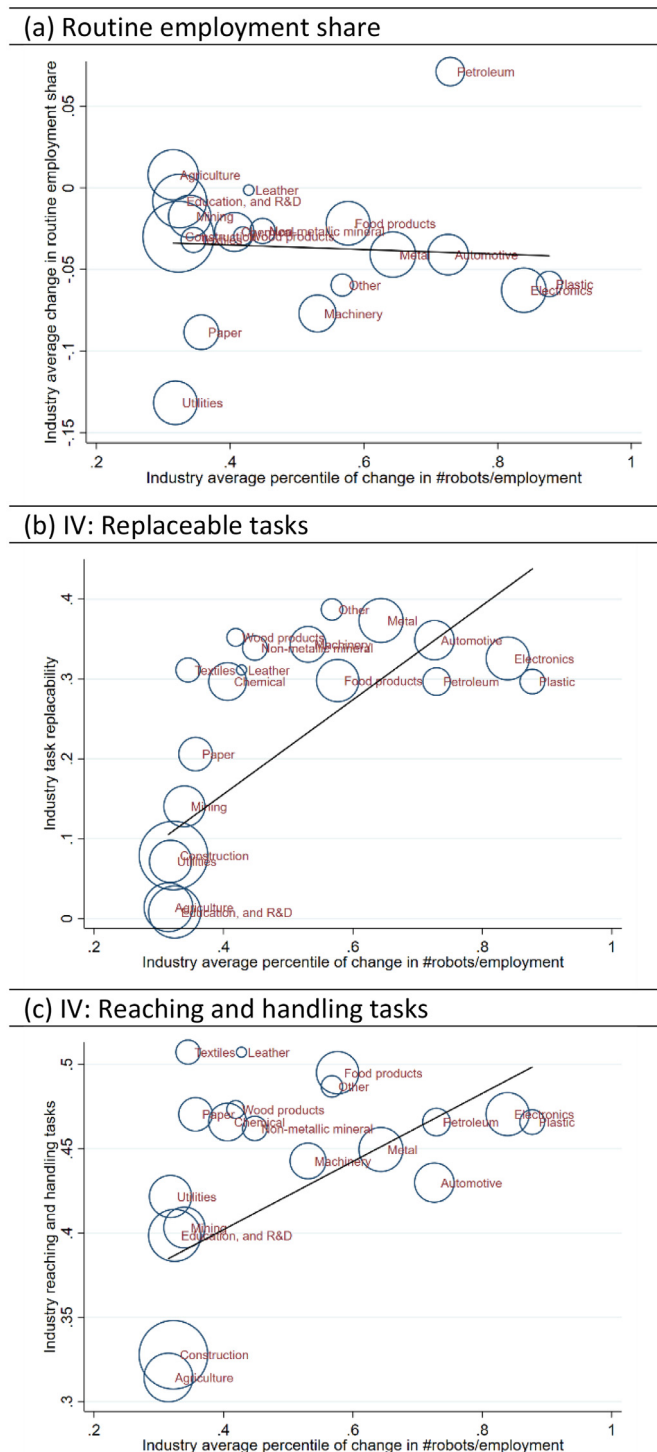 (a) Routine employment share
Industry average change in routine employment share
.05
0
-.05
-.1
-.15
Petroleum
Agriculture
Leather
Education, and R&D
Mining
Food products
Chemical
Non-metallic mineral
Construction
Textiles
Wood products
Metal
Automotive
Other
Plastic
Electronics
Machinery
Paper
Utilities
.2
.4
.6
.8
1
Industry average percentile of change in #robots/employment
(b) IV: Replaceable tasks
Industry task replacability
.4
.3
.2
.1
0
Other
Metal
Wood products
Machinery
Automotive
Non-metallic mineral
Electronics
Textiles
Leather
Chemical
Food products
Petroleum
Plastic
Paper
Mining
Construction
Utilities
Agriculture
Education, and R&D
.2
.4
.6
.8
1
Industry average percentile of change in #robots/employment
(c) IV: Reaching and handling tasks
Industry reaching and handling tasks
.5
.45
.4
.35
.3
Textiles
Leather
Food products
Other
Wood products
Paper
Chemical
Non-metallic mineral
Petroleum
Electronics
Plastic
Machinery
Metal
Automotive
Utilities
Mining
Education, and R&D
Construction
Agriculture
.2
.4
.6
.8
1
Industry average percentile of change in #robots/employment